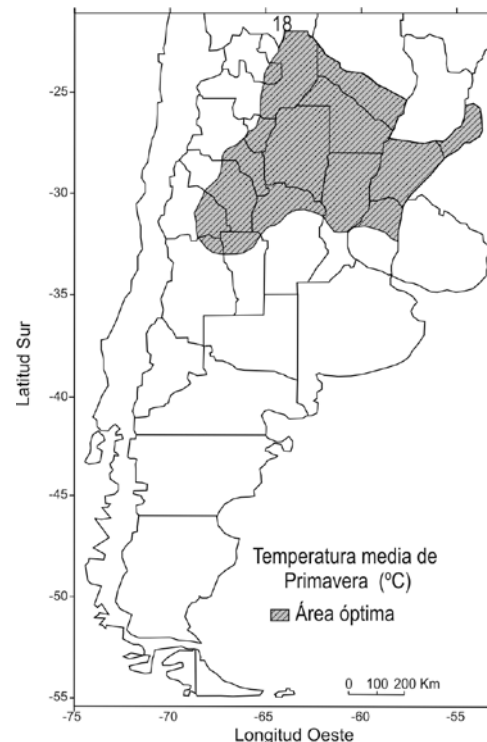 18
-25
-30
-35
-40
-45
-50
-55
Latitud Sur
Temperatura media de
Primavera (ºC)
Área óptima
0 100 200 Km
-75 -70 -65 -60 -55
Longitud Oeste